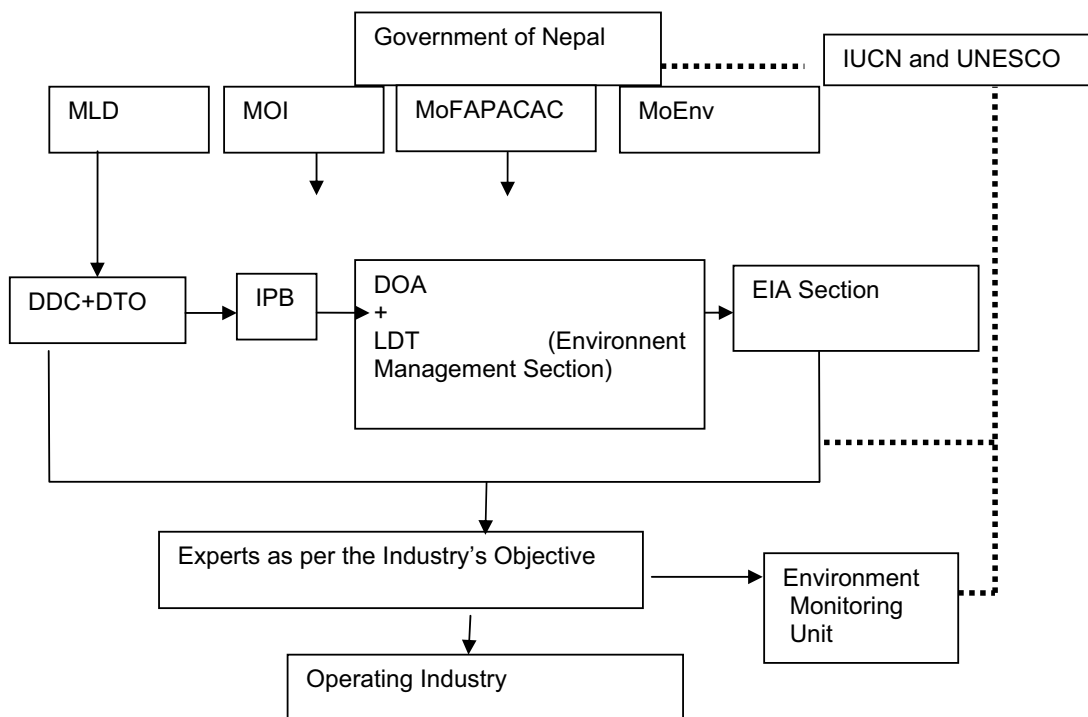 Government of Nepal
IUCN and UNESCO
MLD
MOI
MoFAPACAC
MoEnv
DDC+DTO
IPB
DOA
+
LDT (Environnent
Management Section)
EIA Section
Experts as per the Industry’s Objective
Environment
Monitoring
Unit
Operating Industry